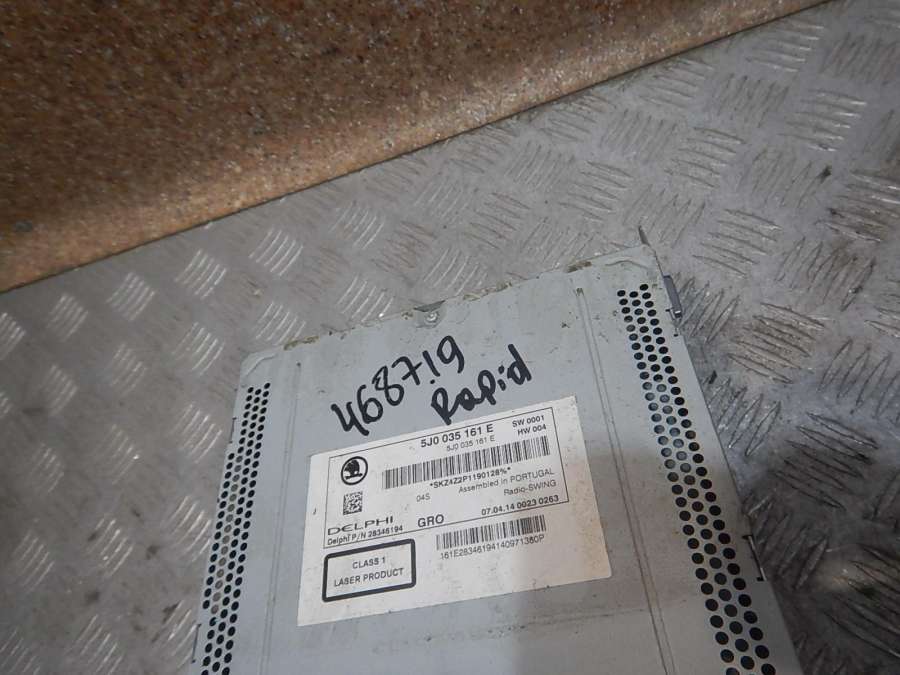 468719
Rapid
5J0 035 161 E SW 0001
5J0 035 161 E HW 004
*SKZ4Z2P1190128%*
04S Assembled in PORTUGAL
Radio-SWING
DELPHI GRO 07.04.14 0023 0263
Delphi P/N 28346194
161E28346194140971380P
CLASS 1
LASER PRODUCT